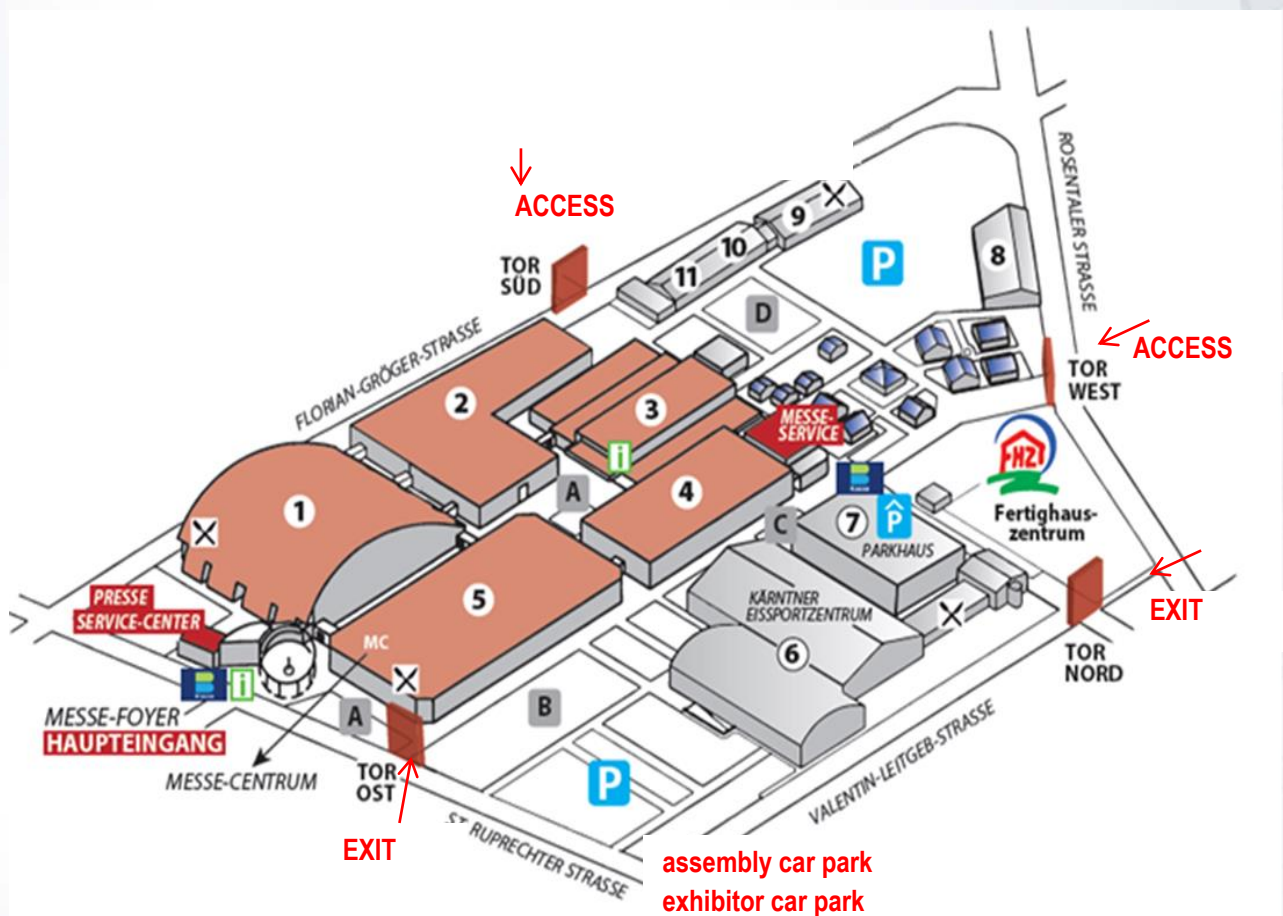 ROSENTALER STRASSE
ACCESS
9
10
11
8
P
TOR
SÜD
D
FLORIAN-GRÖGER-STRASSE
ACCESS
TOR
WEST
2
3
MESSE-
SERVICE
i
FHZ
A
4
1
7
P
C
PARKHAUS
Fertighaus-
zentrum
5
KÄRNTNER
EISSPORTZENTRUM
EXIT
PRESSE
SERVICE-CENTER
MC
6
TOR
NORD
i
B
A
MESSE-FOYER
HAUPTEINGANG
MESSE-CENTRUM
TOR
OST
P
VALENTIN-LEITGEB-STRASSE
EXIT
ST. RUPRECHTER STRASSE
assembly car park
exhibitor car park